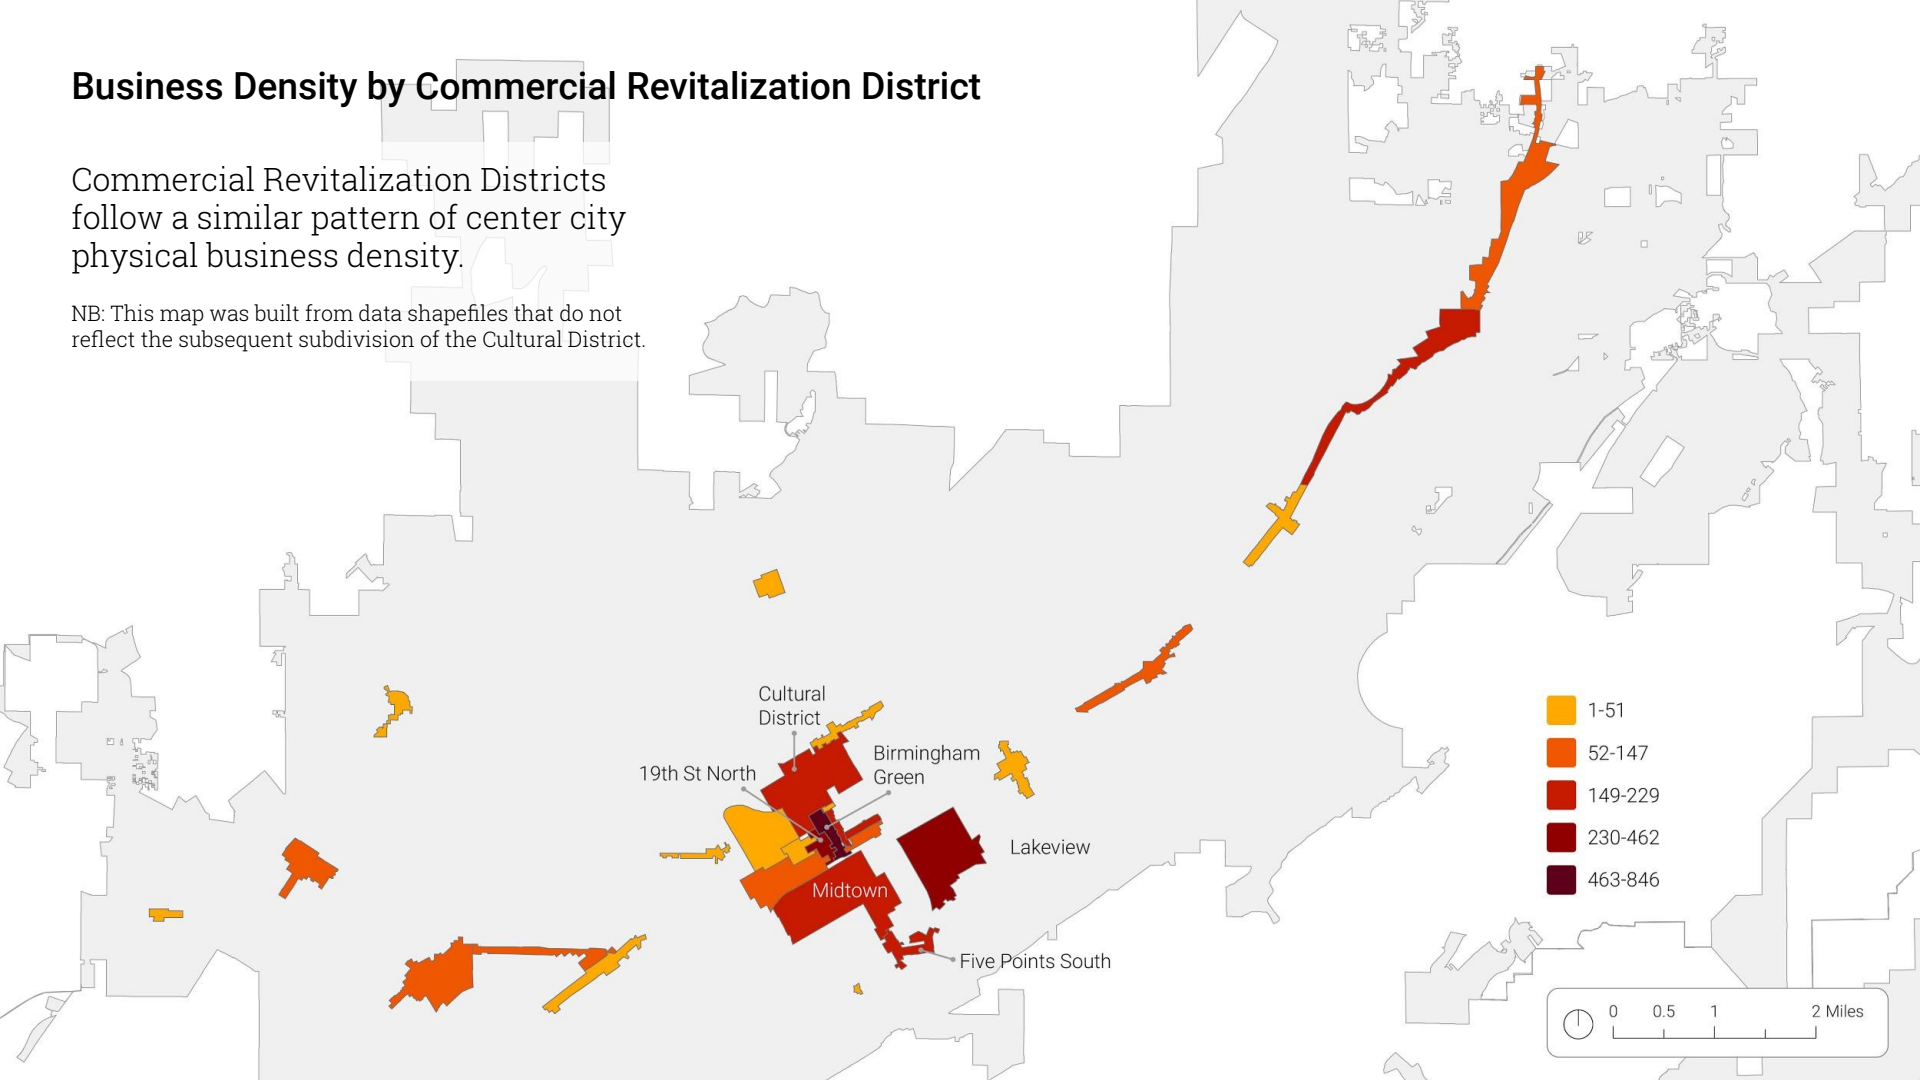 Business Density by Commercial Revitalization District
Commercial Revitalization Districts
follow a similar pattern of center city
physical business density.
NB: This map was built from data shapefiles that do not
reflect the subsequent subdivision of the Cultural District.
Cultural
District
Birmingham
Green
19th St North
Lakeview
Midtown
Five Points South
1-51
52-147
149-229
230-462
463-846
0 0.5 1 2 Miles